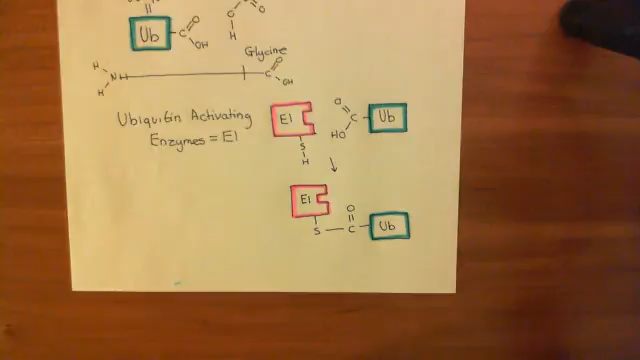 Ub
C
O
OH
O
O
H
Glycine
H
N H
H
C
O
OH
Ubiquitin Activating
Enzymes = E1
E1
S
H
O
C
HO
Ub
E1
S
O
C
Ub